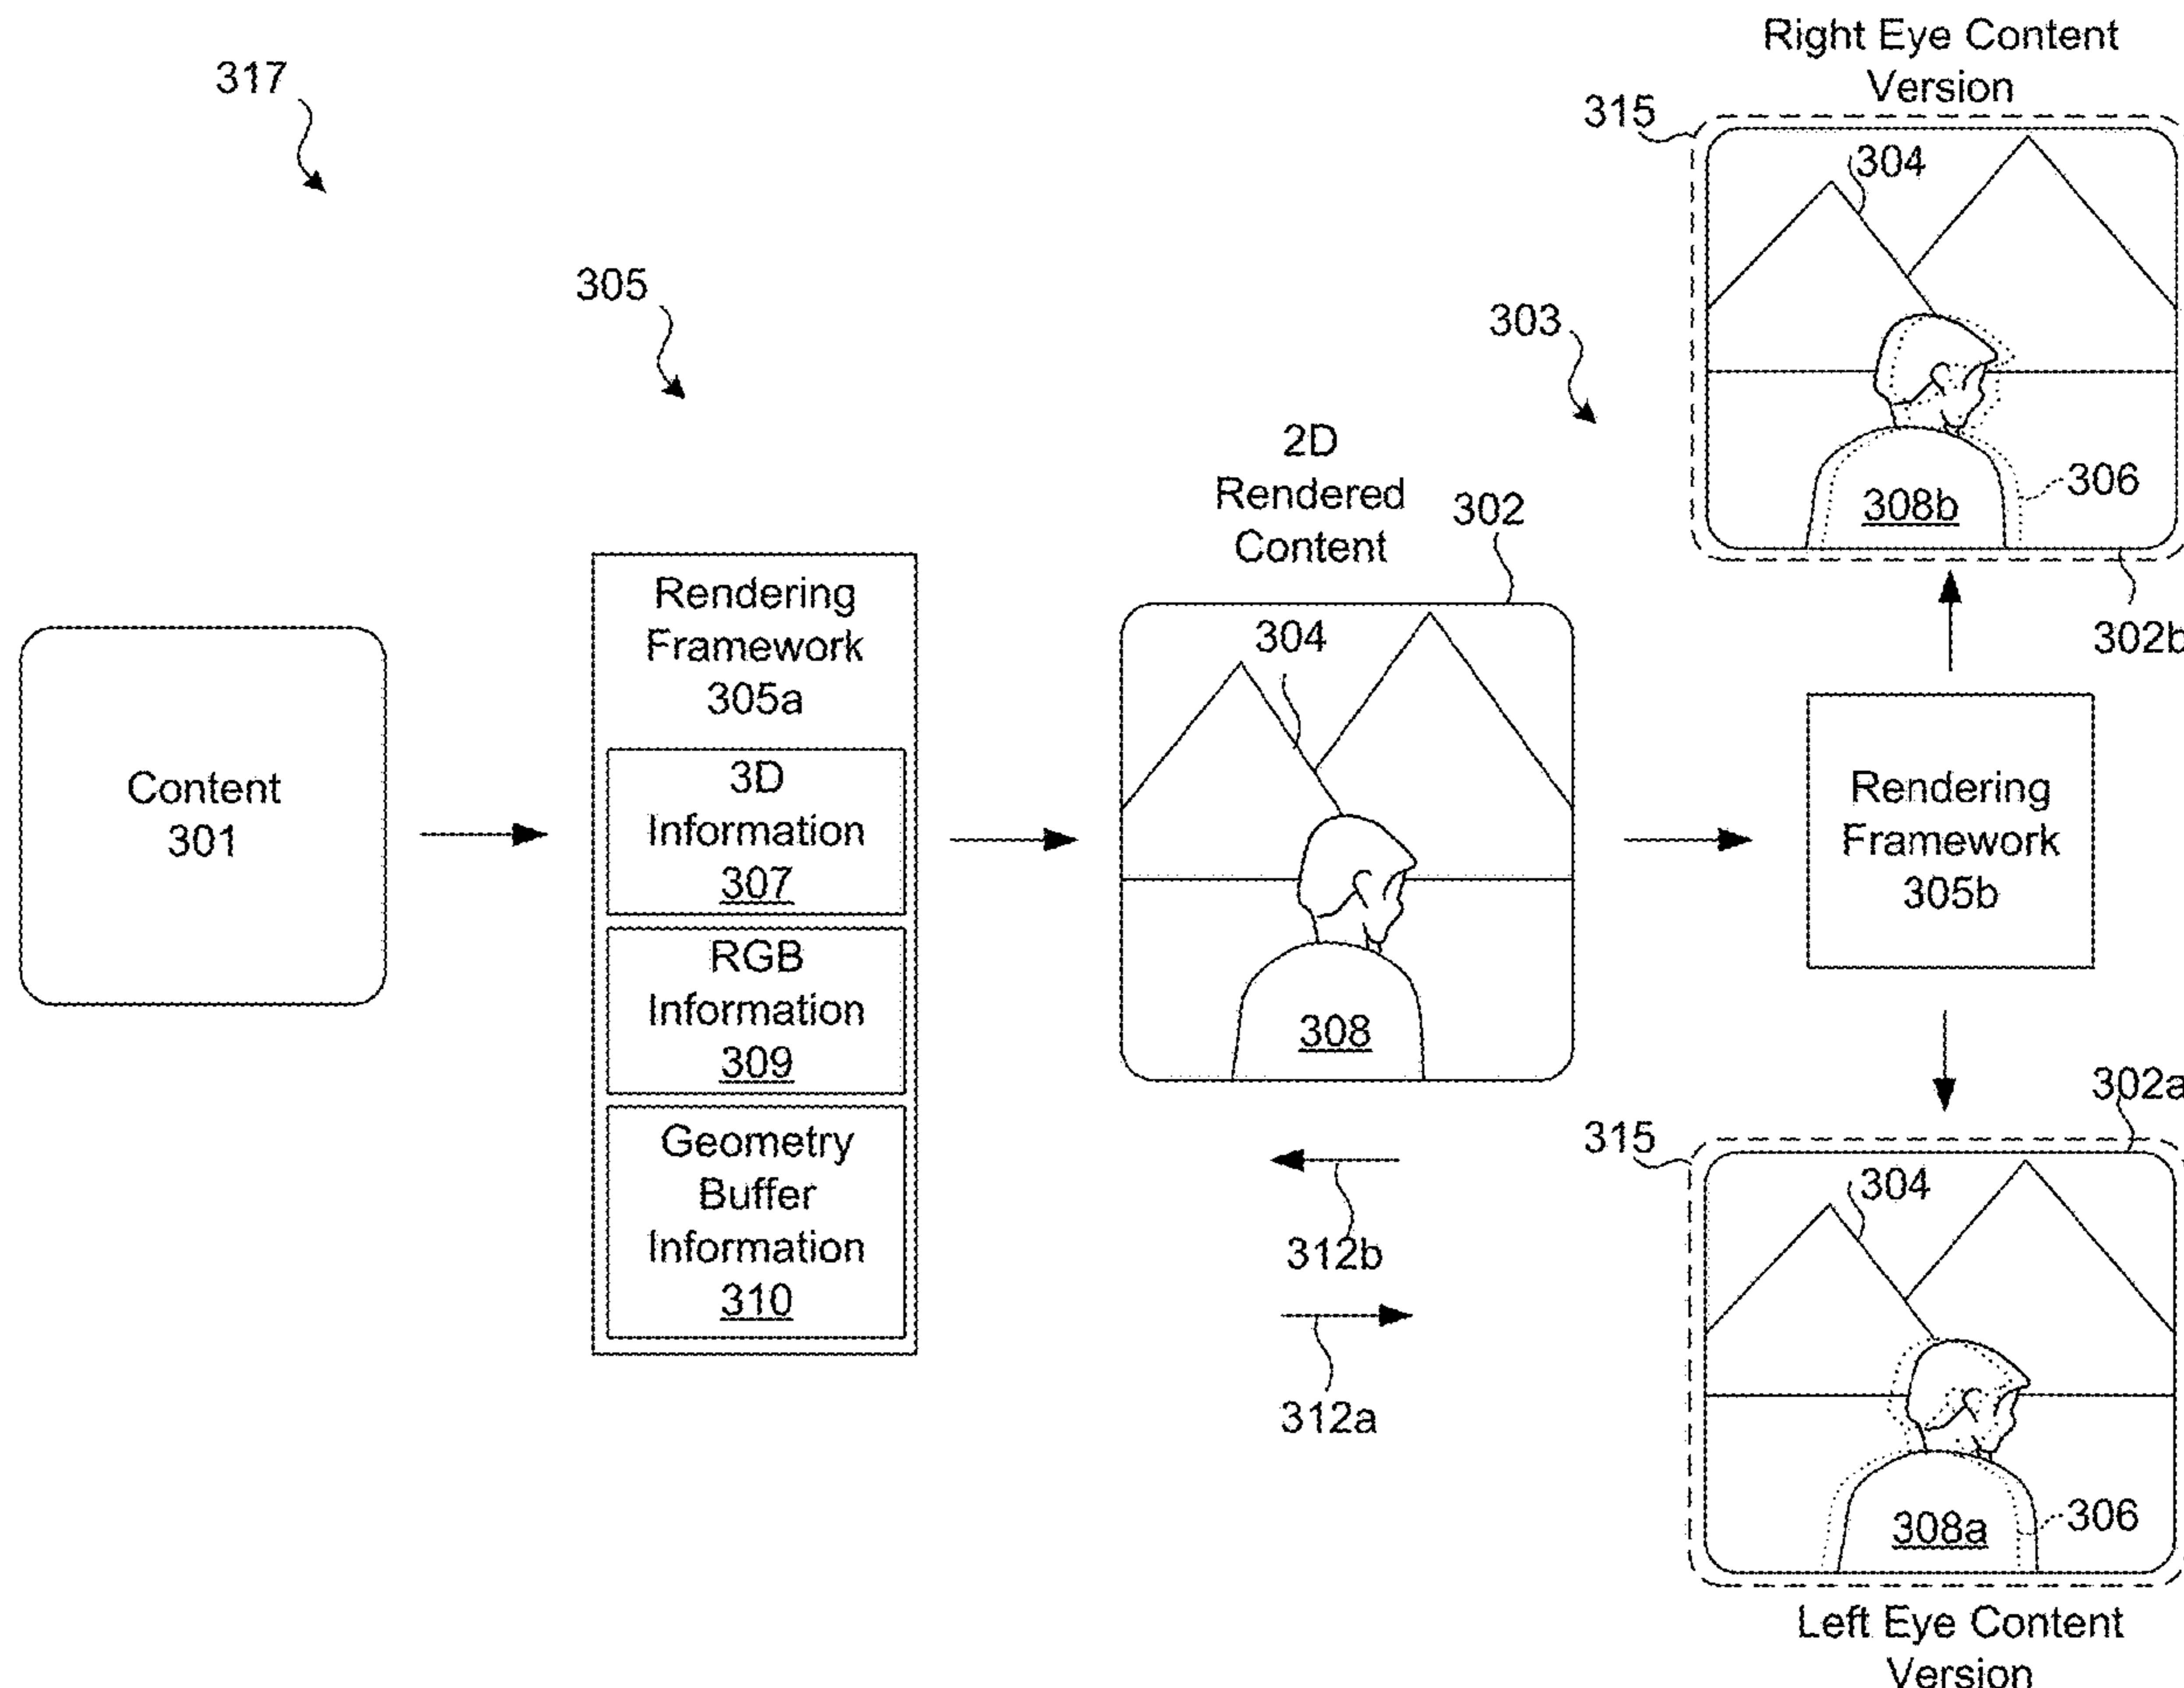 317
305
Content
301
Rendering
Framework
305a
3D
Information
307
RGB
Information
309
Geometry
Buffer
Information
310
2D
Rendered
Content
302
304
308
312b
312a
303
Rendering
Framework
305b
Right Eye Content
Version
315
304
306
308b
302b
302a
315
304
306
308a
Left Eye Content
Version